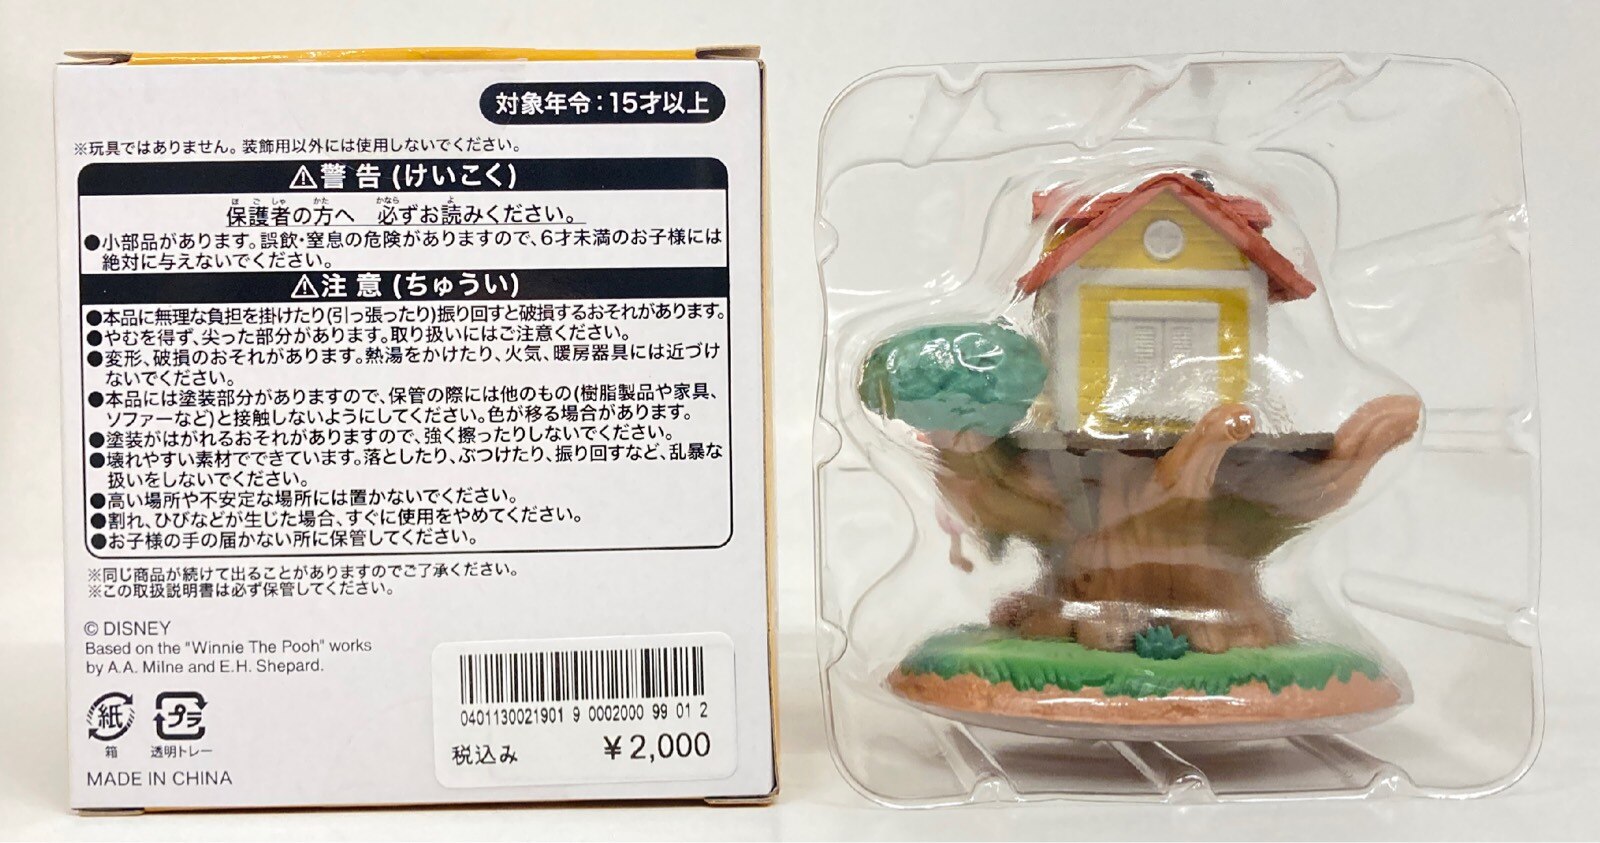 対象年令：15才以上
※玩具ではありません。装飾用以外には使用しないでください。
⚠警告(けいこく)
ほごしゃ かた かなら よ
保護者の方へ 必ずお読みください。
●小部品があります。誤飲・窒息の危険がありますので、6才未満のお子様には
絶対に与えないでください。
⚠注意(ちゅうい)
●本品に無理な負担を掛けたり(引っ張ったり)振り回すと破損するおそれがあります。
●やむを得ず、尖った部分があります。取り扱いにはご注意ください。
●変形、破損のおそれがあります。熱湯をかけたり、火気、暖房器具には近づけ
ないでください。
●本品には塗装部分がありますので、保管の際には他のもの(樹脂製品や家具、
ソファーなど)と接触しないようにしてください。色が移る場合があります。
●塗装がはがれるおそれがありますので、強く擦ったりしないでください。
●壊れやすい素材でできています。落としたり、ぶつけたり、振り回すなど、乱暴な
扱いをしないでください。
●高い場所や不安定な場所には置かないでください。
●割れ、ひびなどが生じた場合、すぐに使用をやめてください。
●お子様の手の届かない所に保管してください。
※同じ商品が続けて出ることがありますのでご了承ください。
※この取扱説明書は必ず保管してください。
© DISNEY
Based on the "Winnie The Pooh" works
by A.A. Milne and E.H. Shepard.
紙 プラ
箱 透明トレー
MADE IN CHINA
0401130021901 9 0002000 99 01 2
税込み ¥2,000